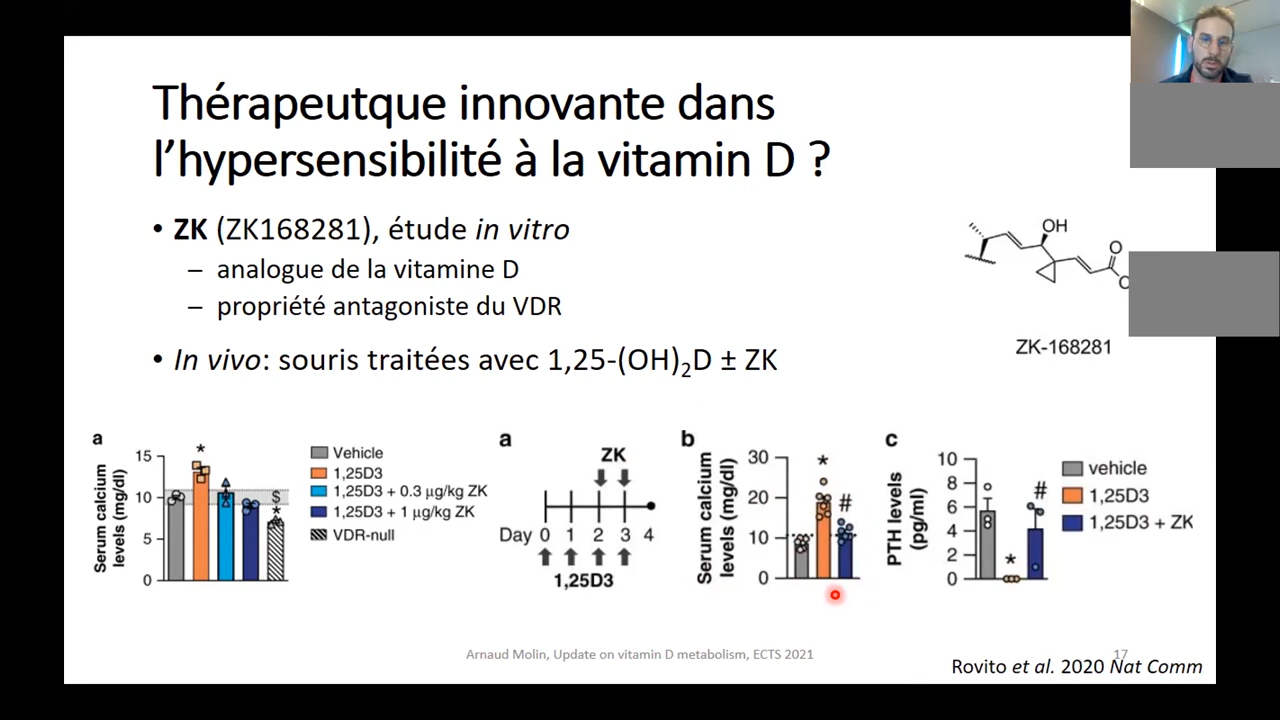 Thérapeutque innovante dans
l’hypersensibilité à la vitamin D ?
• ZK (ZK168281), étude in vitro
– analogue de la vitamine D
– propriété antagoniste du VDR
• In vivo: souris traitées avec 1,25-(OH)₂D ± ZK
OH
O
O
ZK-168281
a
Serum calcium
levels (mg/dl)
15
10
5
0
*
$
*
Vehicle
1,25D3
1,25D3 + 0.3 µg/kg ZK
1,25D3 + 1 µg/kg ZK
VDR-null
a
ZK
Day 0 1 2 3 4
1,25D3
b
Serum calcium
levels (mg/dl)
30
20
10
0
*
#
c
PTH levels
(pg/ml)
10
8
6
4
2
0
*
#
vehicle
1,25D3
1,25D3 + ZK
Arnaud Molin, Update on vitamin D metabolism, ECTS 2021
17
Rovito et al. 2020 Nat Comm